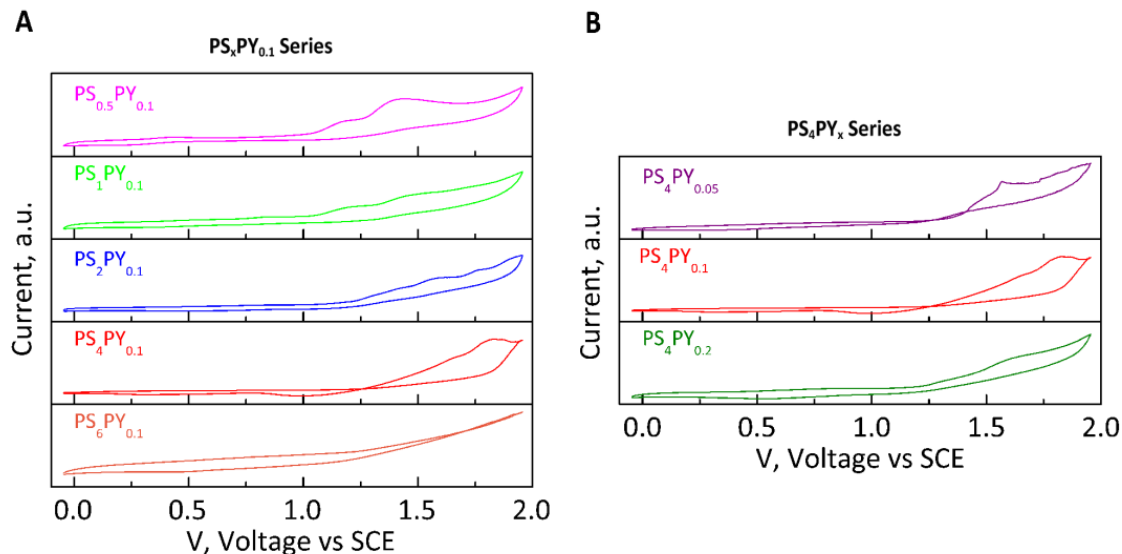 A
PSₓPY₀.₁ Series
PS₀.₅PY₀.₁
PS₁PY₀.₁
PS₂PY₀.₁
PS₄PY₀.₁
PS₆PY₀.₁
Current, a.u.
0.0 0.5 1.0 1.5 2.0
V, Voltage vs SCE
B
PS₄PYₓ Series
PS₄PY₀.₀₅
PS₄PY₀.₁
PS₄PY₀.₂
Current, a.u.
0.0 0.5 1.0 1.5 2.0
V, Voltage vs SCE